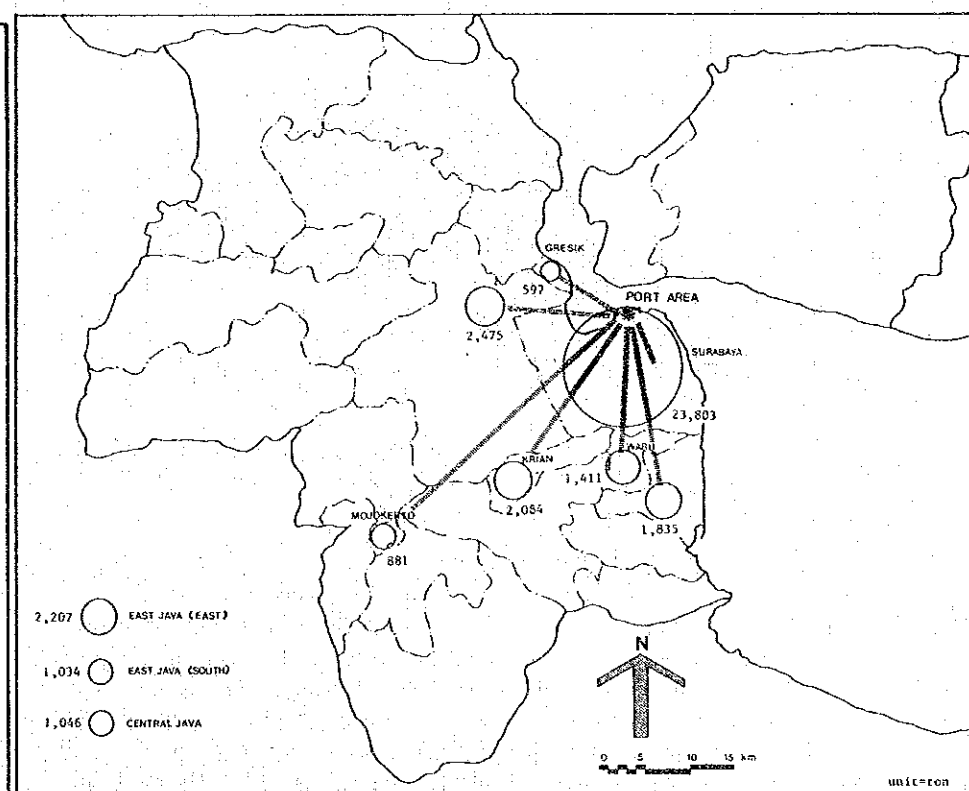 GRESIK
597
PORT AREA
2,475
SURABAYA
23,803
WARU
KRIAN
1,411
2,084
1,835
MOJOKERTO
881
2,207 EAST JAVA (EAST)
1,034 EAST JAVA (SOUTH)
1,046 CENTRAL JAVA
N
0 5 10 15 km
unit=ton